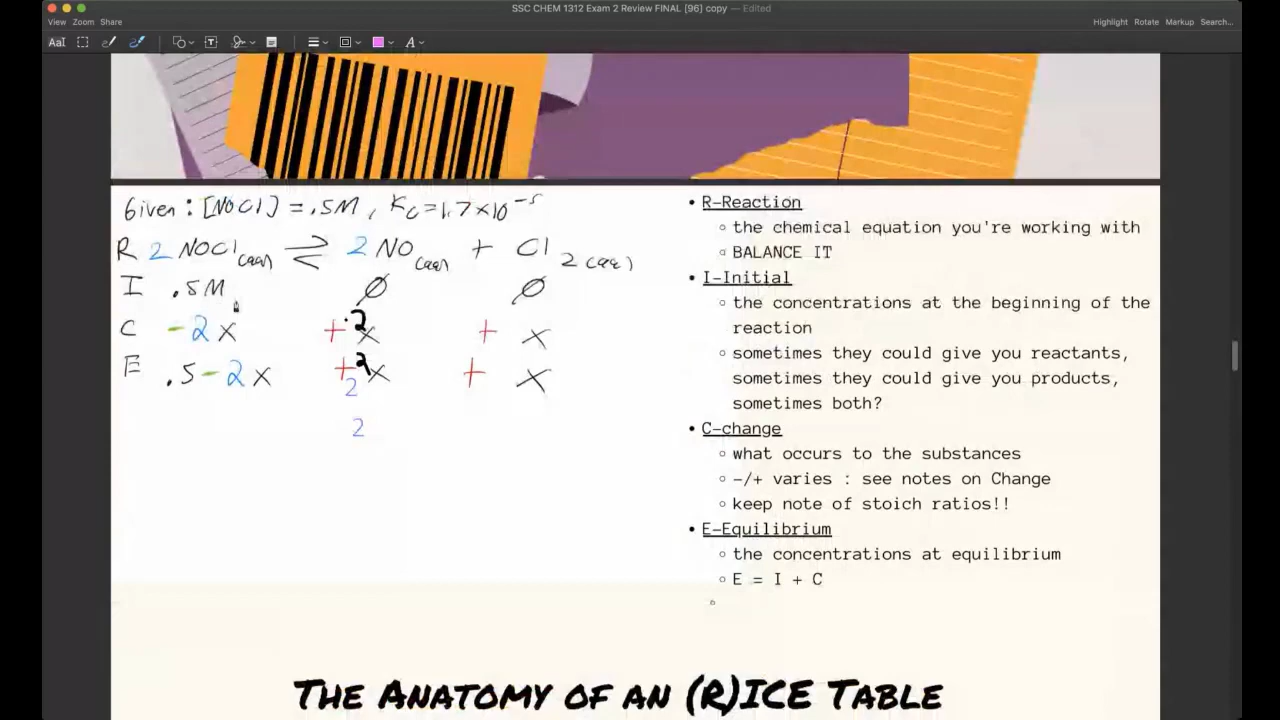 SSC CHEM 1312 Exam 2 Review FINAL [96] copy — Edited
View Zoom Share
Highlight Rotate Markup Search...
AaI T A
Given : [NOCl] = .5M , Kc = 1.7×10⁻⁵
R 2 NOCl(aq) ⇌ 2 NO(aq) + Cl2(aq)
I .5M ∅ ∅
C -2x +2x + x
E .5-2x +2x + x
2
2
• R-Reaction
◦ the chemical equation you're working with
◦ BALANCE IT
• I-Initial
◦ the concentrations at the beginning of the
reaction
◦ sometimes they could give you reactants,
sometimes they could give you products,
sometimes both?
• C-change
◦ what occurs to the substances
◦ -/+ varies : see notes on Change
◦ keep note of stoich ratios!!
• E-Equilibrium
◦ the concentrations at equilibrium
◦ E = I + C
THE ANATOMY OF AN (R)ICE TABLE